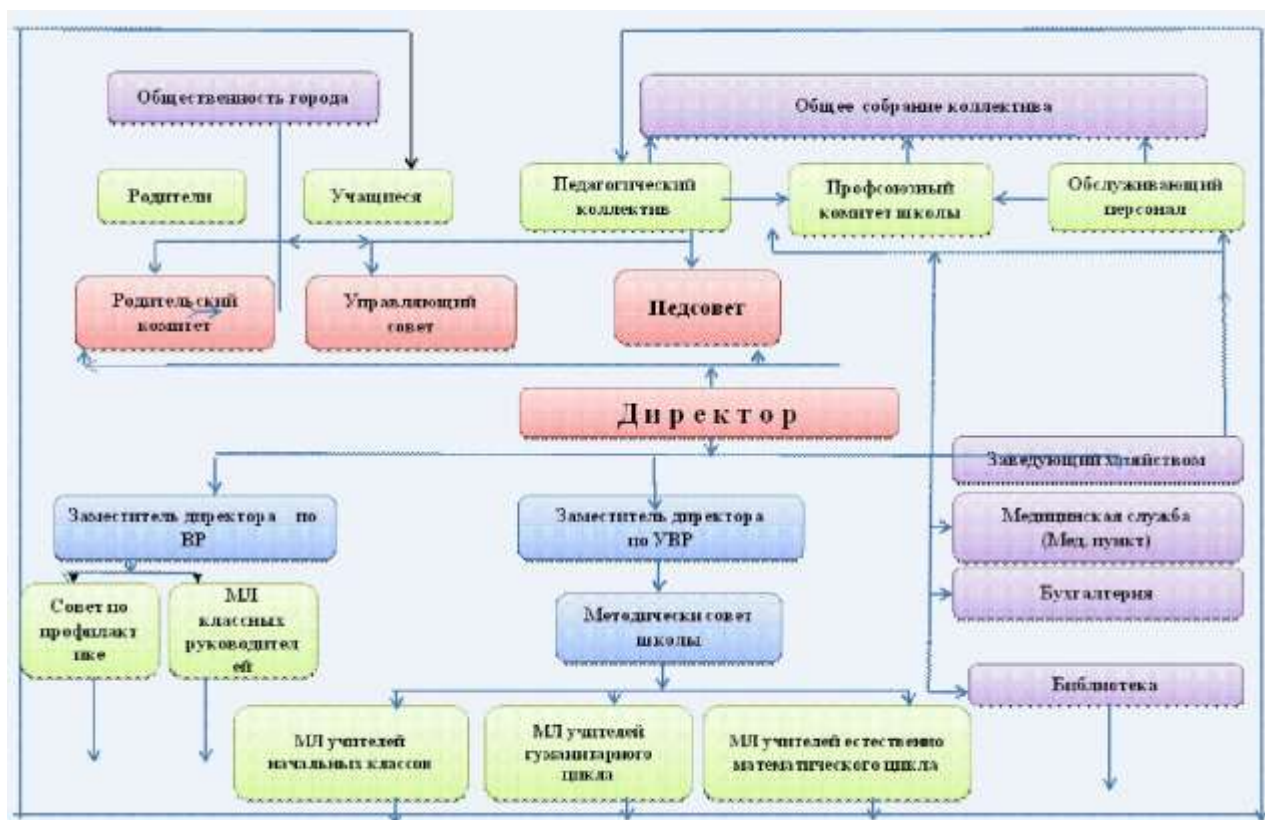 Общественность города
Общее собрание коллектива
Родители
Учащиеся
Педагогический
коллектив
Профсоюзный
комитет школы
Обслуживающий
персонал
Родительский
комитет
Управляющий
совет
Педсовет
Директор
Заведующий хозяйством
Заместитель директора по
ВР
Заместитель директора
по УВР
Медицинская служба
(Мед. пункт)
Бухгалтерия
Совет по
профилакт
ике
МЛ
классных
руководител
ей
Методически совет
школы
Библиотека
МЛ учителей
начальных классов
МЛ учителей
гуманитарного
цикла
МЛ учителей естественно
математического цикла